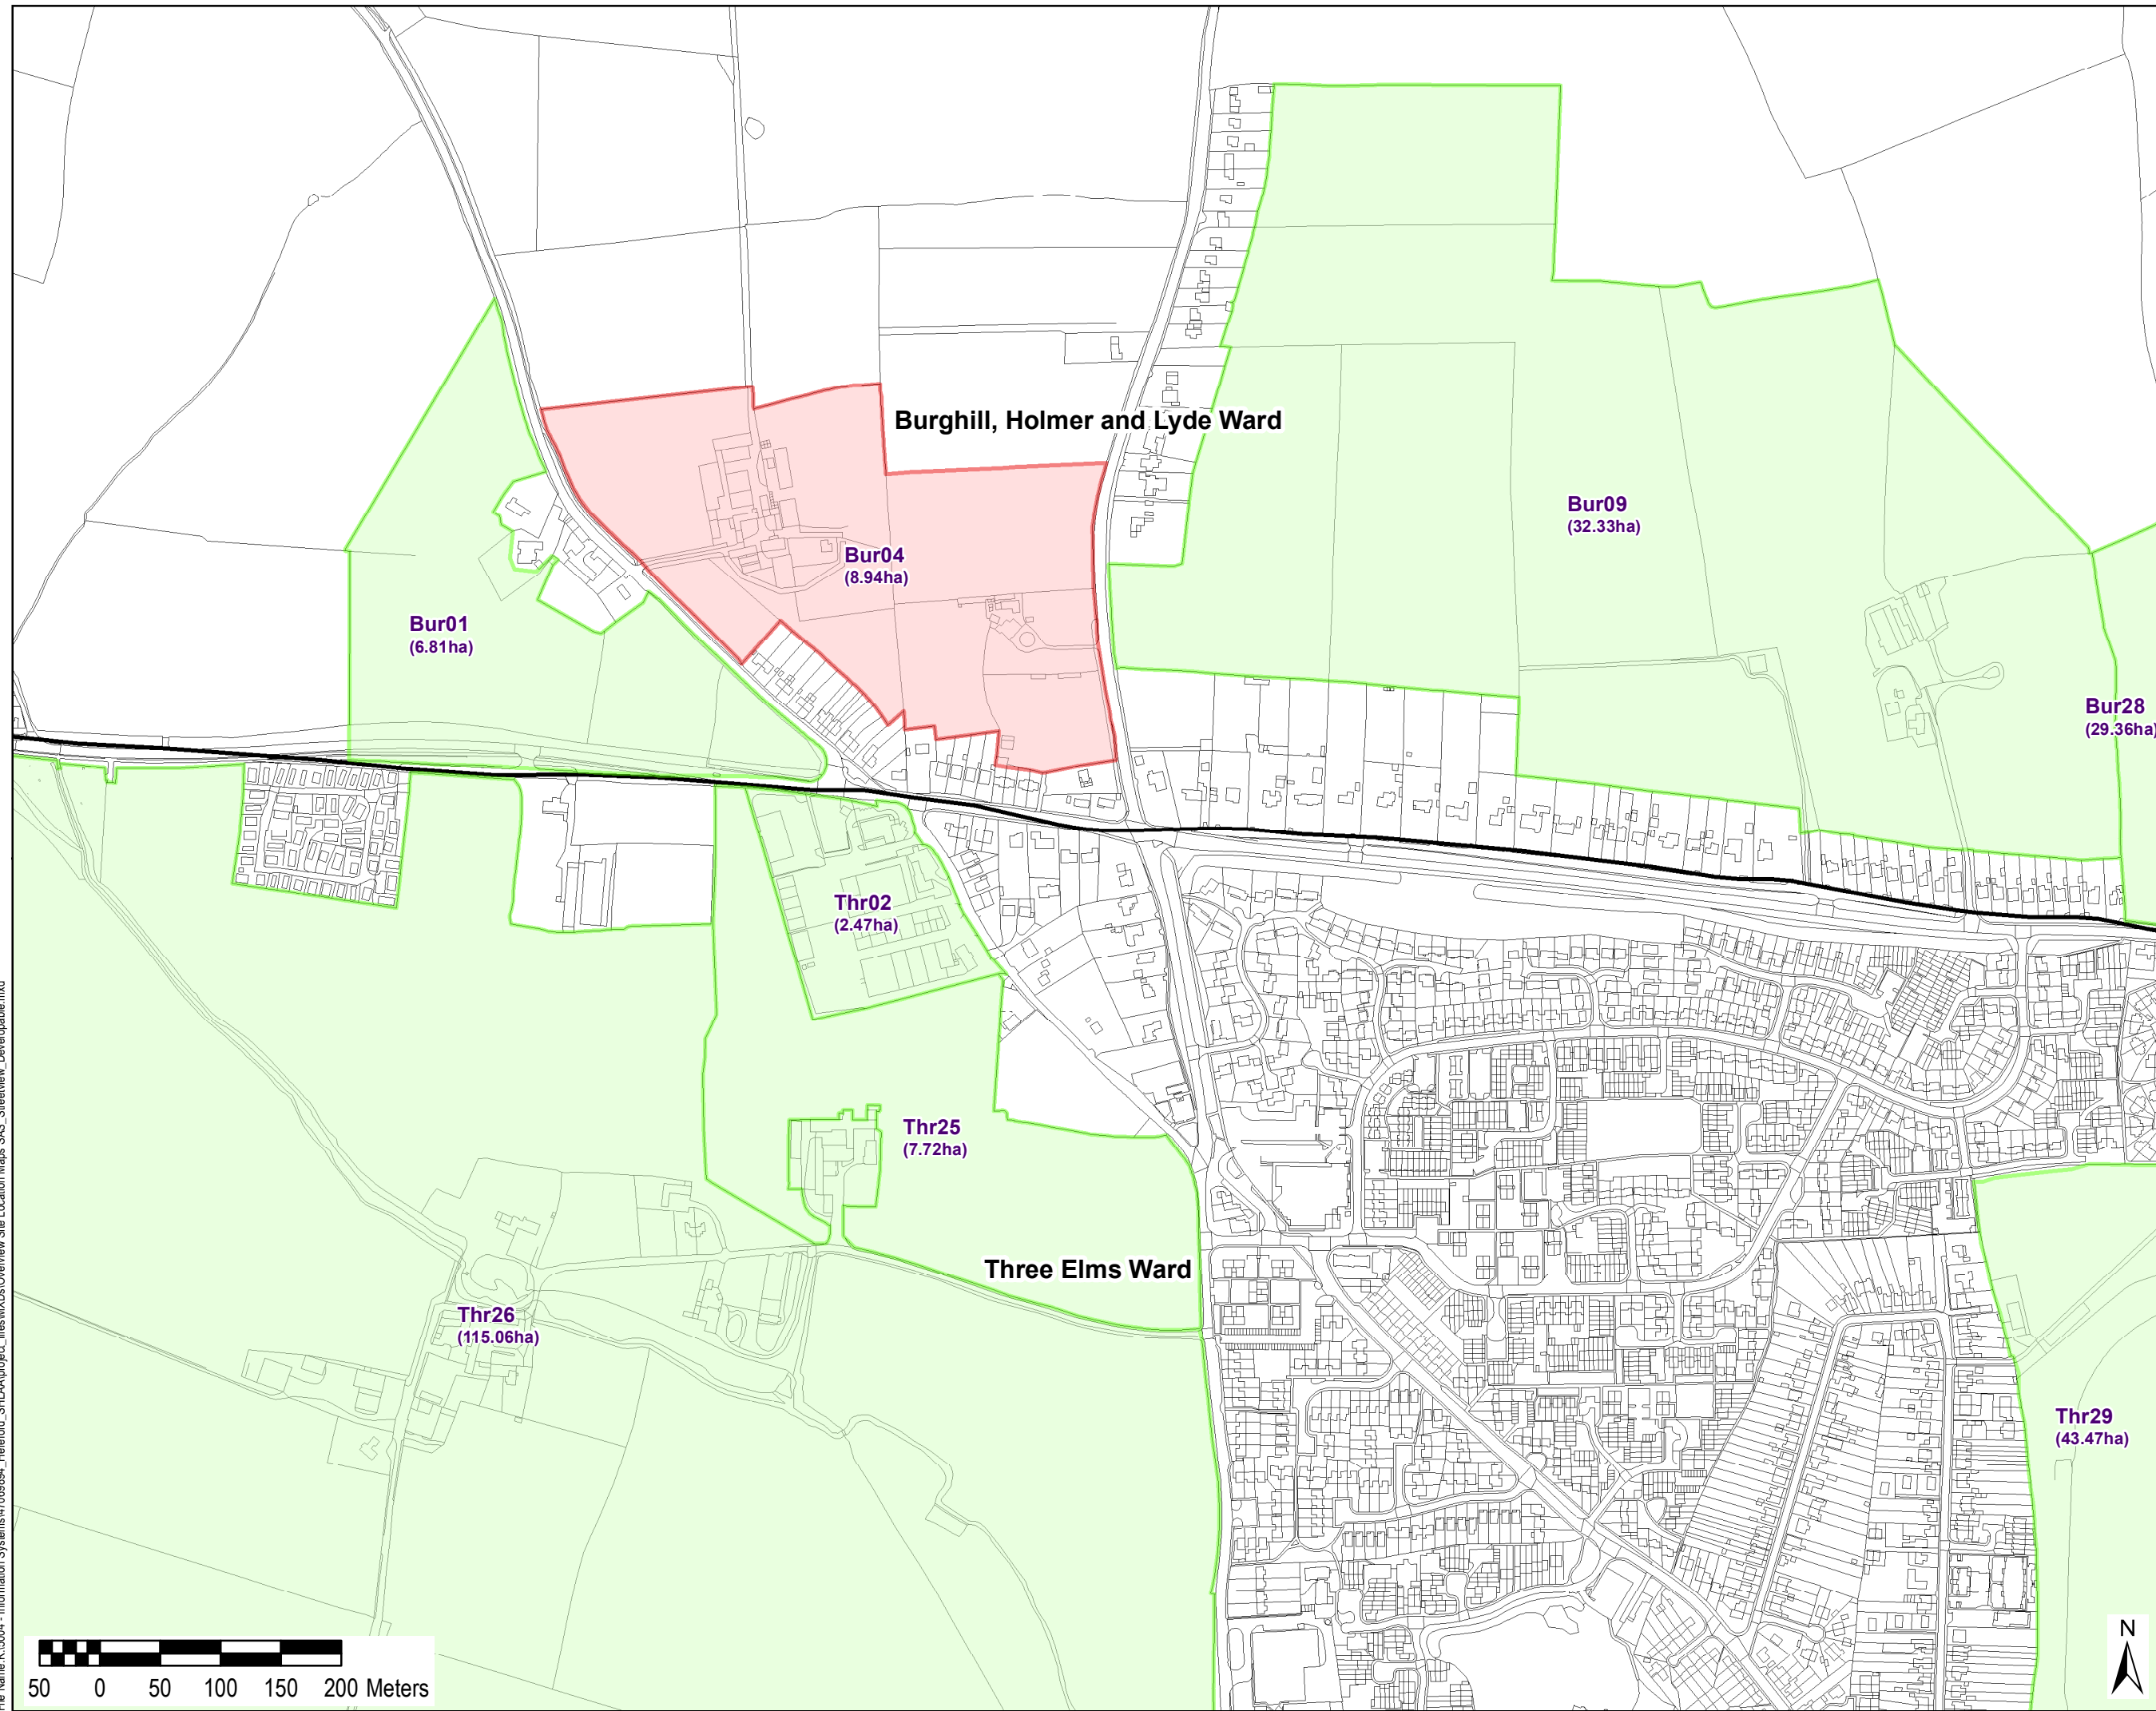 Burghill, Holmer and Lyde Ward
Bur09
(32.33ha)
Bur04
(8.94ha)
Bur01
(6.81ha)
Bur28
(29.36ha)
Thr02
(2.47ha)
Thr25
(7.72ha)
Three Elms Ward
Thr26
(115.06ha)
Thr29
(43.47ha)
50 0 50 100 150 200 Meters
N